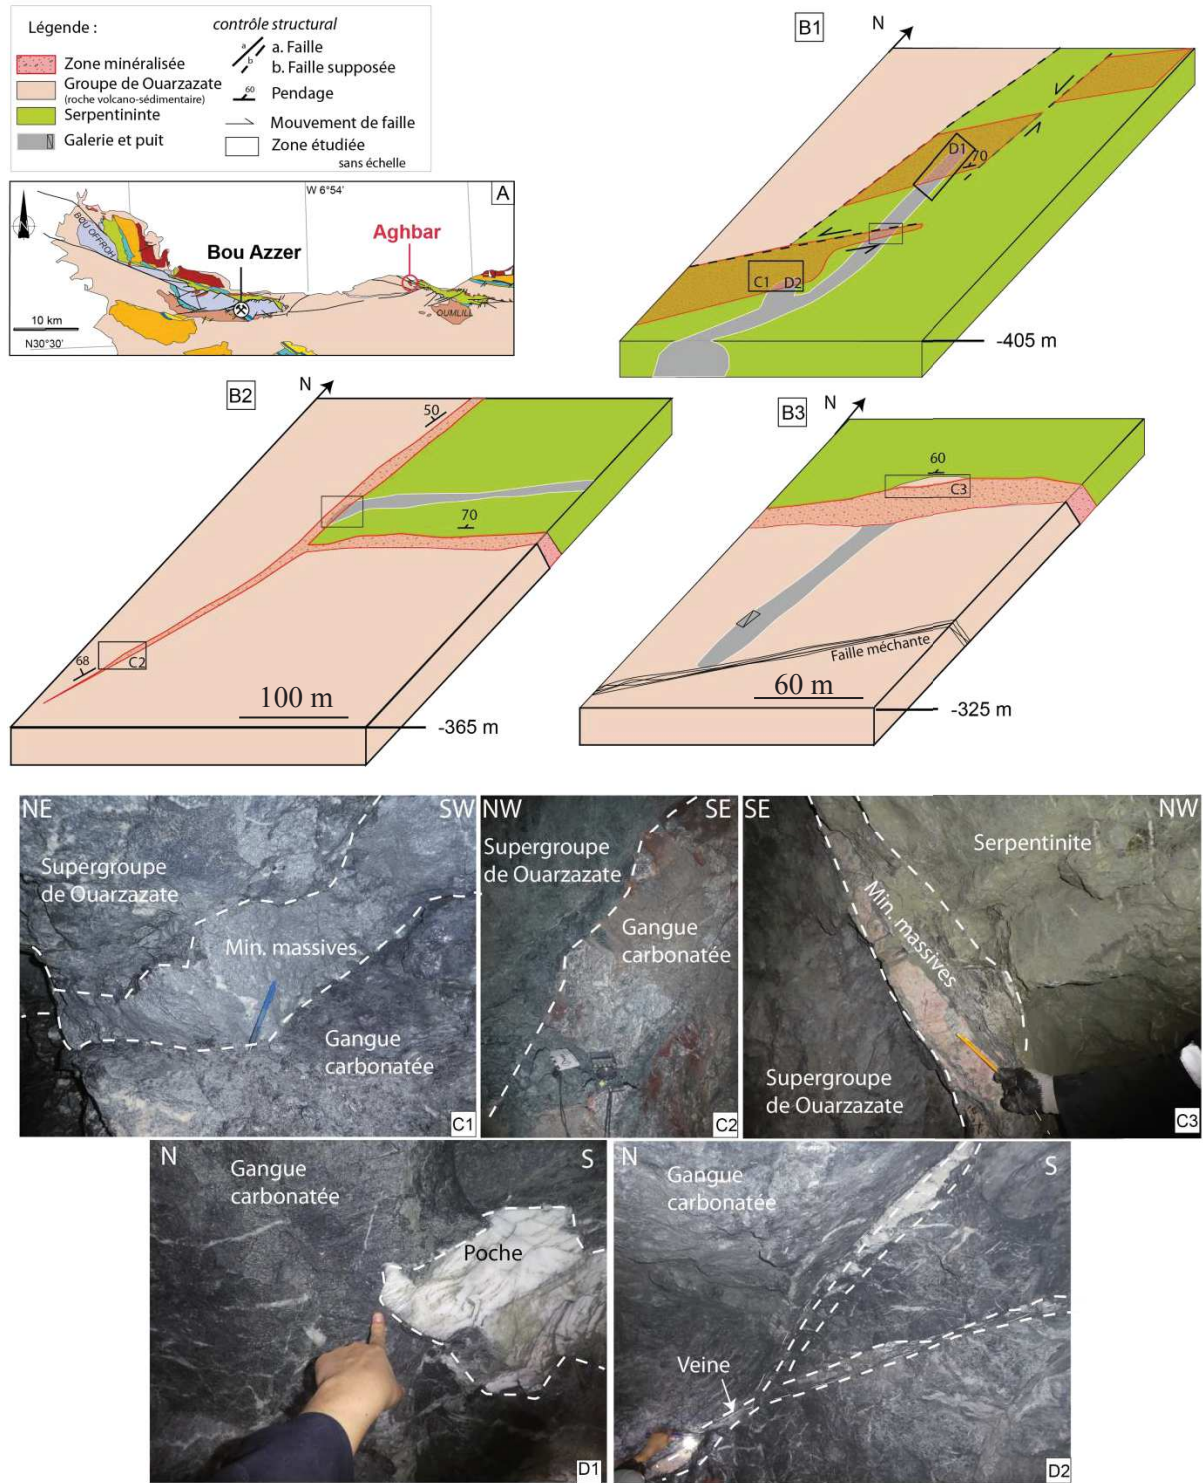 Légende :
contrôle structural
Zone minéralisée
Groupe de Ouarzazate
(roche volcano-sédimentaire)
Serpentininte
Galerie et puit
a
b
a. Faille
b. Faille supposée
60
Pendage
Mouvement de faille
Zone étudiée
sans échelle
A
W 6°54'
N
BOU OFFROH
Bou Azzer
Aghbar
OUMLILL
10 km
N30°30'
B1
N
D1
70
C1
D2
-405 m
B2
N
50
70
68
C2
100 m
-365 m
B3
N
60
C3
Faille méchante
60 m
-325 m
NE
SW
Supergroupe
de Ouarzazate
Min. massives
Gangue
carbonatée
C1
NW
SE
Supergroupe
de Ouarzazate
Gangue
carbonatée
C2
SE
NW
Serpentinite
Min. massives
Supergroupe
de Ouarzazate
C3
N
S
Gangue
carbonatée
Poche
D1
N
S
Gangue
carbonatée
Veine
D2